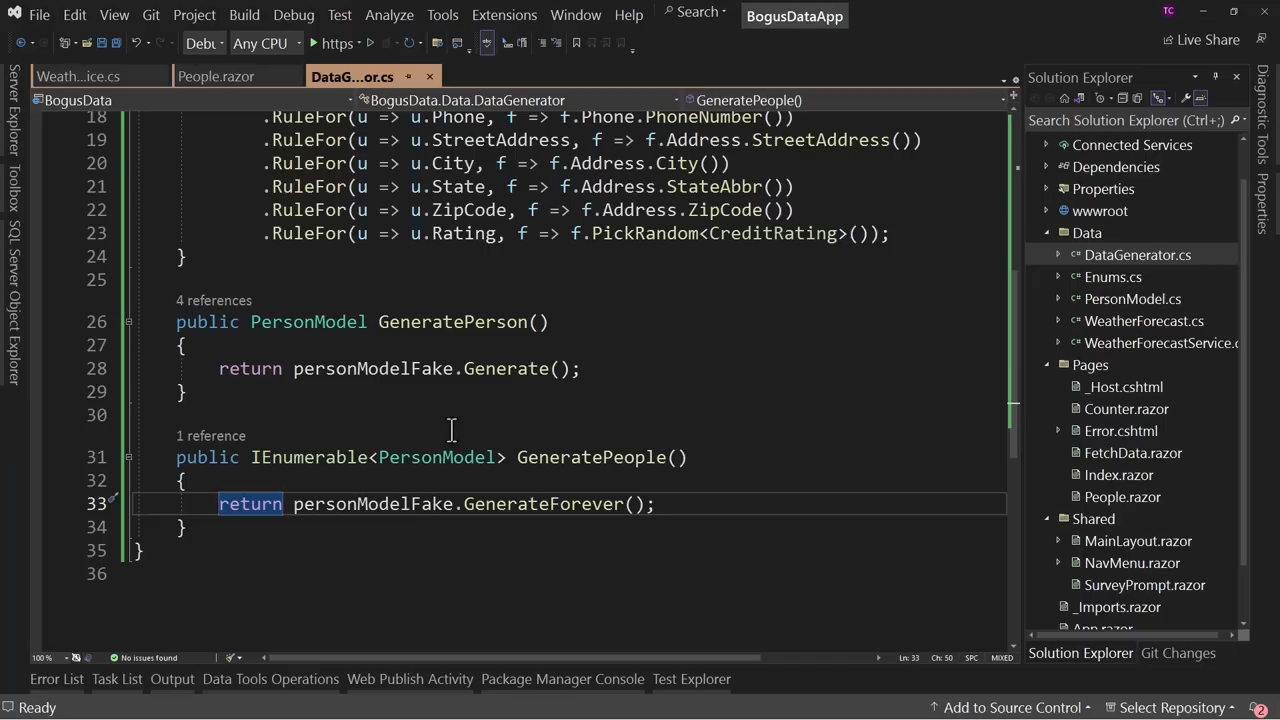 File Edit View Git Project Build Debug Test Analyze Tools Extensions Window Help Search BogusDataApp TC
Debu Any CPU https: Live Share
Weath...ice.cs People.razor DataG...or.cs
BogusData BogusData.Data.DataGenerator GeneratePeople()
18 .RuleFor(u => u.Phone, f => f.Phone.PhoneNumber())
19 .RuleFor(u => u.StreetAddress, f => f.Address.StreetAddress())
20 .RuleFor(u => u.City, f => f.Address.City())
21 .RuleFor(u => u.State, f => f.Address.StateAbbr())
22 .RuleFor(u => u.ZipCode, f => f.Address.ZipCode())
23 .RuleFor(u => u.Rating, f => f.PickRandom<CreditRating>());
24 }
25
4 references
26 public PersonModel GeneratePerson()
27 {
28 return personModelFake.Generate();
29 }
30
1 reference
31 public IEnumerable<PersonModel> GeneratePeople()
32 {
33 return personModelFake.GenerateForever();
34 }
35 }
36
100 % No issues found Ln: 33 Ch: 50 SPC MIXED
Server Explorer
Toolbox
SQL Server Object Explorer
Solution Explorer
Search Solution Explorer (Ctrl+;)
Connected Services
Dependencies
Properties
wwwroot
Data
C# DataGenerator.cs
C# Enums.cs
C# PersonModel.cs
C# WeatherForecast.cs
C# WeatherForecastService.c
Pages
_Host.cshtml
Counter.razor
Error.cshtml
FetchData.razor
Index.razor
People.razor
Shared
MainLayout.razor
NavMenu.razor
SurveyPrompt.razor
_Imports.razor
App.razor
Solution Explorer Git Changes
Diagnostic Tools
Properties
Error List Task List Output Data Tools Operations Web Publish Activity Package Manager Console Test Explorer
Ready Add to Source Control Select Repository 2